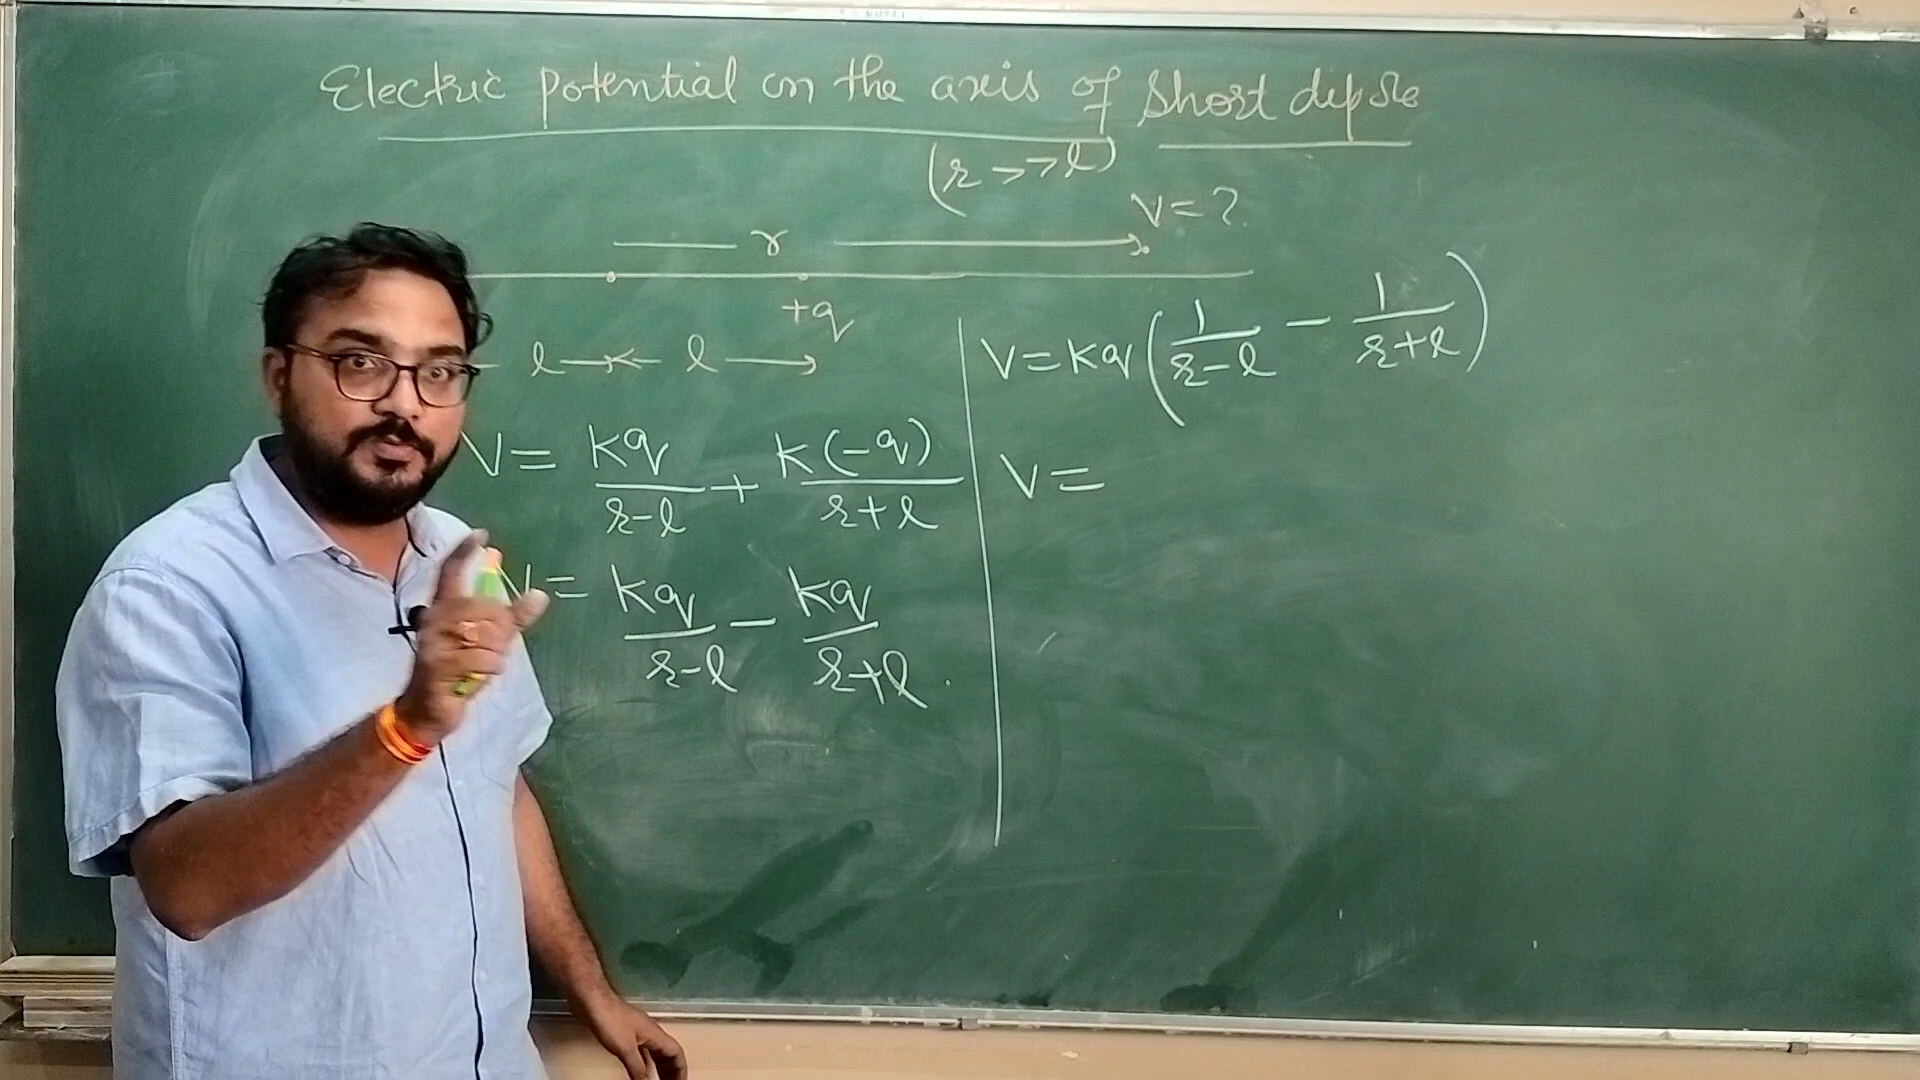 Electric potential on the axis of short dipole
(r >> l)
V = ?
r
+q
l l
V = kq/(r-l) + k(-q)/(r+l)
V = kq/(r-l) - kq/(r+l)
V = kq (1/(r-l) - 1/(r+l))
V =